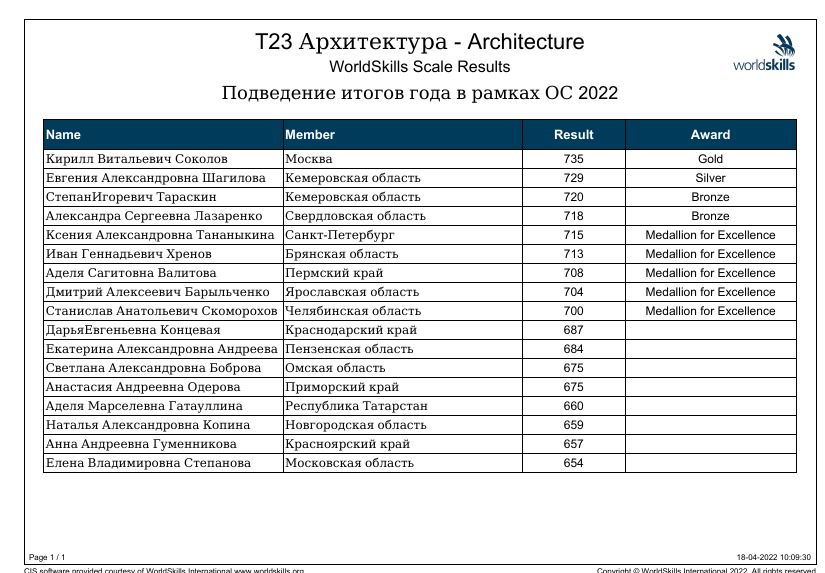 T23 Архитектура - Architecture
WorldSkills Scale Results
worldskills
Подведение итогов года в рамках ОС 2022
Name Member Result Award
Кирилл Витальевич Соколов Москва 735 Gold
Евгения Александровна Шагилова Кемеровская область 729 Silver
СтепанИгоревич Тараскин Кемеровская область 720 Bronze
Александра Сергеевна Лазаренко Свердловская область 718 Bronze
Ксения Александровна Тананыкина Санкт-Петербург 715 Medallion for Excellence
Иван Геннадьевич Хренов Брянская область 713 Medallion for Excellence
Аделя Сагитовна Валитова Пермский край 708 Medallion for Excellence
Дмитрий Алексеевич Барыльченко Ярославская область 704 Medallion for Excellence
Станислав Анатольевич Скоморохов Челябинская область 700 Medallion for Excellence
ДарьяЕвгеньевна Концевая Краснодарский край 687
Екатерина Александровна Андреева Пензенская область 684
Светлана Александровна Боброва Омская область 675
Анастасия Андреевна Одерова Приморский край 675
Аделя Марселевна Гатауллина Республика Татарстан 660
Наталья Александровна Копина Новгородская область 659
Анна Андреевна Гуменникова Красноярский край 657
Елена Владимировна Степанова Московская область 654
Page 1 / 1 18-04-2022 10:09:30
CIS software provided courtesy of WorldSkills International www.worldskills.org Copyright © WorldSkills International 2022. All rights reserved